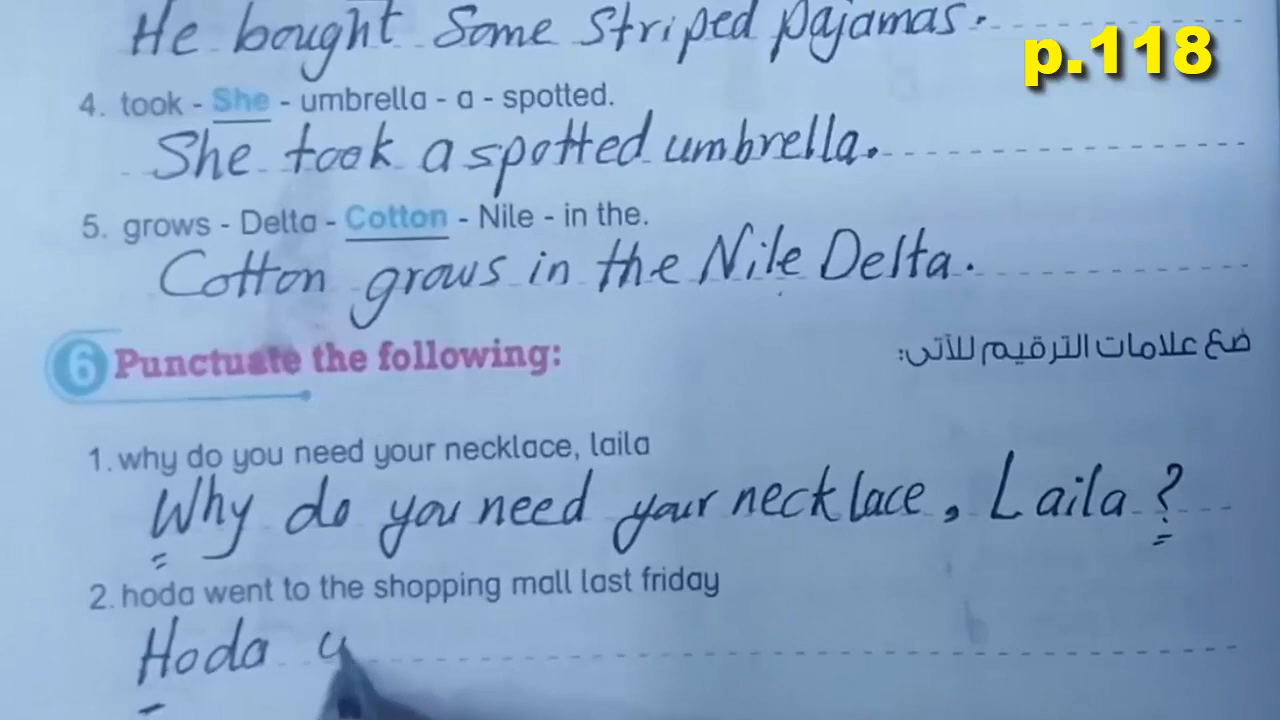 He bought some striped pajamas.
p.118
4. took - She - umbrella - a - spotted.
She took a spotted umbrella.
5. grows - Delta - Cotton - Nile - in the.
Cotton grows in the Nile Delta.
6 Punctuate the following: ضع علامات الترقيم للآتى:
1. why do you need your necklace, laila
Why do you need your necklace, Laila?
2. hoda went to the shopping mall last friday
Hoda